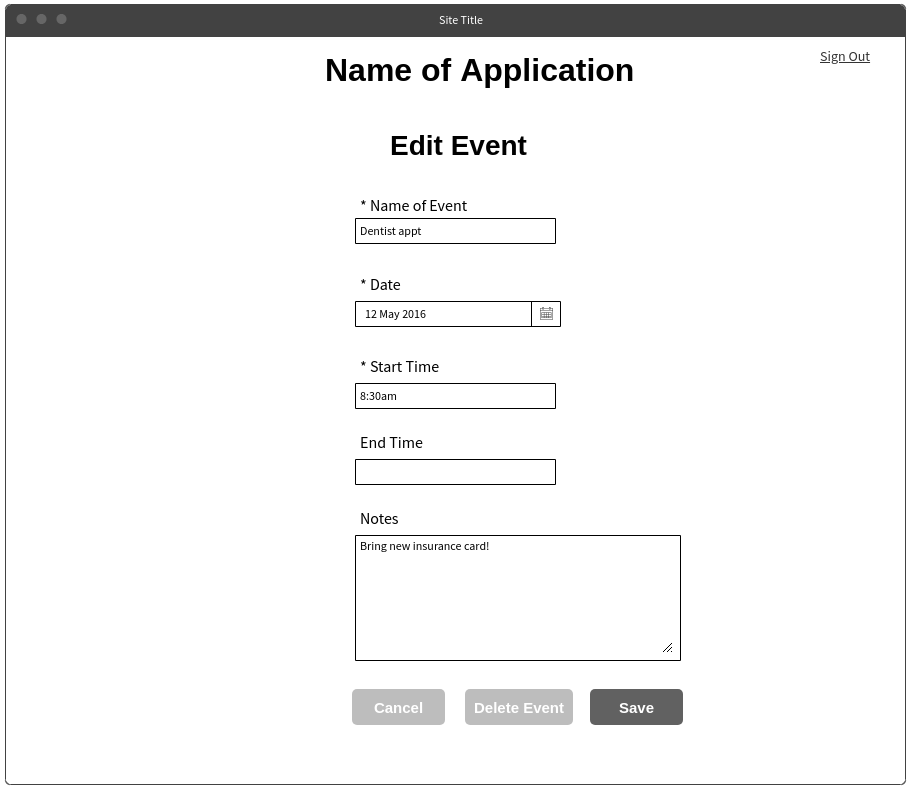 Site Title
Sign Out
Name of Application
Edit Event
* Name of Event
Dentist appt
* Date
12 May 2016
* Start Time
8:30am
End Time
Notes
Bring new insurance card!
Cancel Delete Event Save